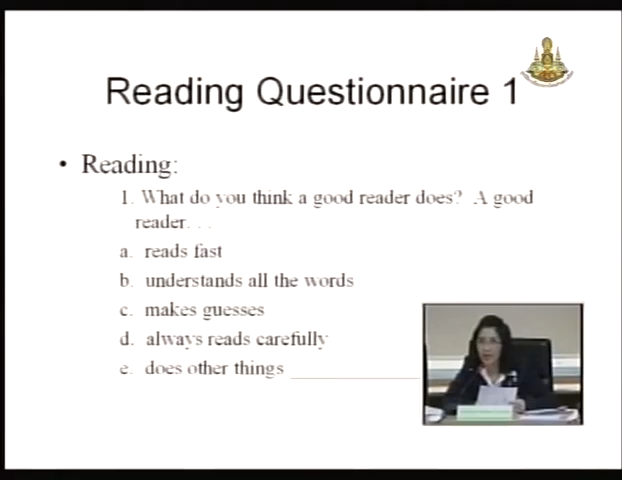 Reading Questionnaire 1
• Reading:
1. What do you think a good reader does? A good
reader. . .
a. reads fast
b. understands all the words
c. makes guesses
d. always reads carefully
e. does other things ____________